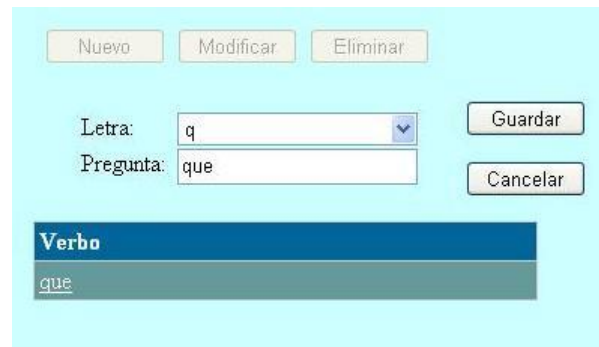 Nuevo Modificar Eliminar
Letra: q Guardar
Pregunta: que
Cancelar
Verbo
que